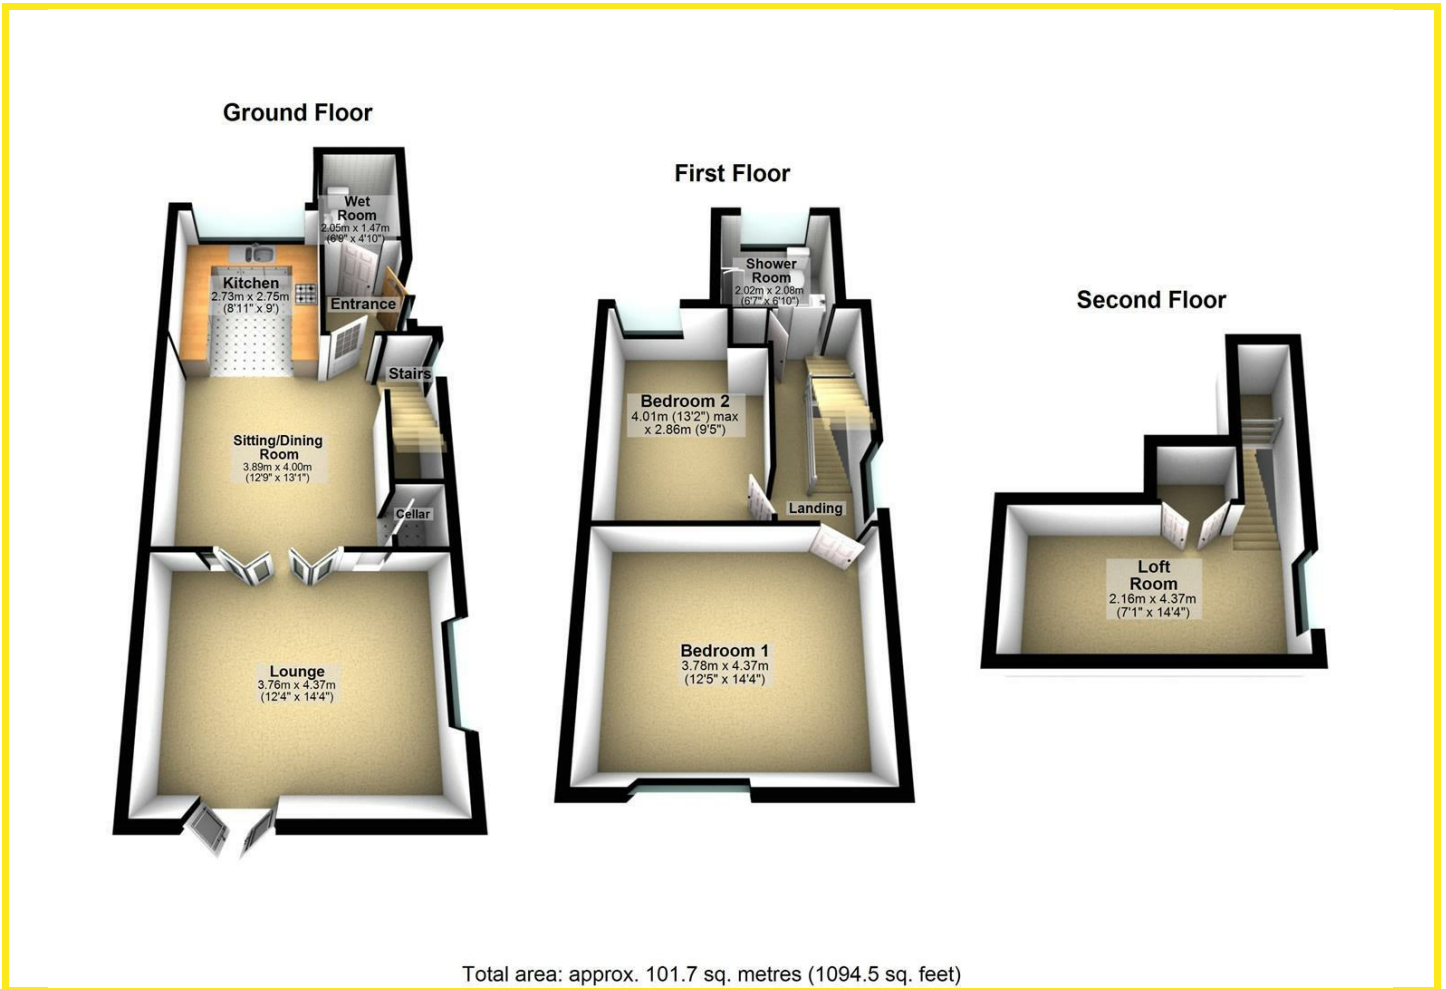 Ground Floor
Wet
Room
2.05m x 1.47m
(6'9" x 4'10")
Kitchen
2.73m x 2.75m
(8'11" x 9')
Entrance
Stairs
Sitting/Dining
Room
3.89m x 4.00m
(12'9" x 13'1")
Cellar
Lounge
3.76m x 4.37m
(12'4" x 14'4")
First Floor
Shower
Room
2.02m x 2.08m
(6'7" x 6'10")
Bedroom 2
4.01m (13'2") max
x 2.86m (9'5")
Landing
Bedroom 1
3.78m x 4.37m
(12'5" x 14'4")
Second Floor
Loft
Room
2.16m x 4.37m
(7'1" x 14'4")
Total area: approx. 101.7 sq. metres (1094.5 sq. feet)